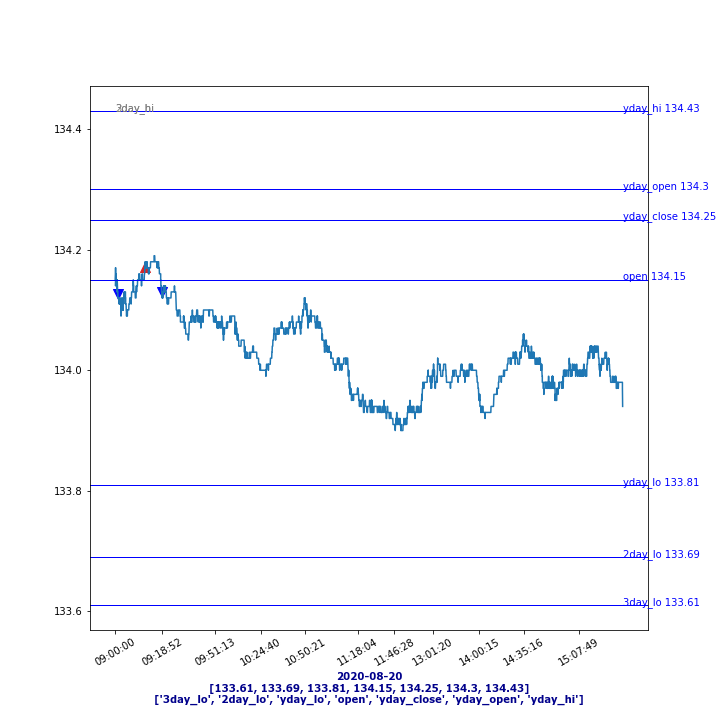 3day_hi
yday_hi 134.43
134.4
yday_open 134.3
yday_close 134.25
134.2
open 134.15
134.0
133.8
yday_lo 133.81
2day_lo 133.69
133.6
3day_lo 133.61
09:00:00
09:18:52
09:51:13
10:24:40
10:50:21
11:18:04
11:46:28
13:01:20
14:00:15
14:35:16
15:07:49
2020-08-20
[133.61, 133.69, 133.81, 134.15, 134.25, 134.3, 134.43]
['3day_lo', '2day_lo', 'yday_lo', 'open', 'yday_close', 'yday_open', 'yday_hi']